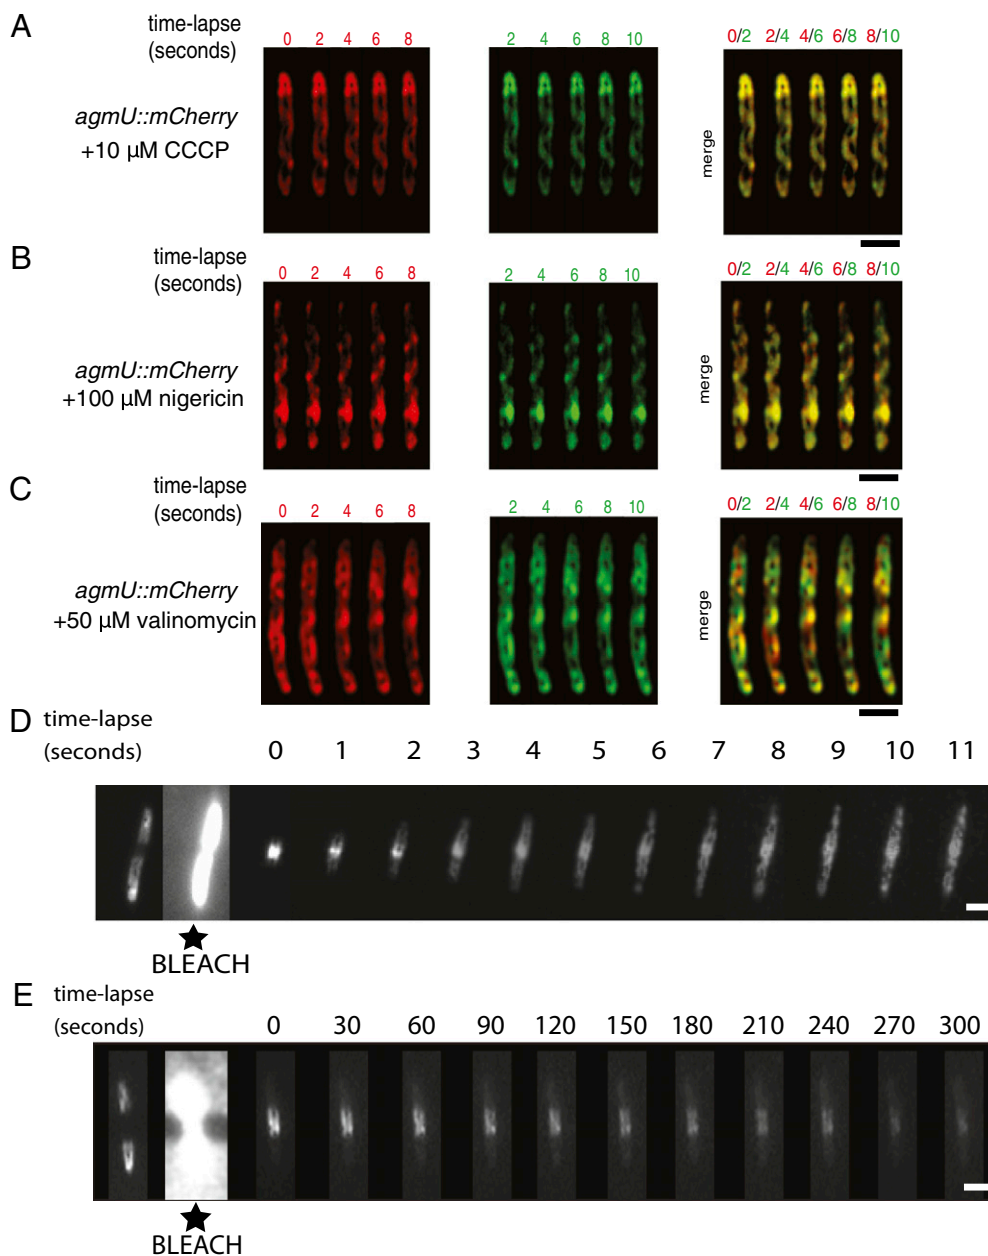 A
time-lapse
(seconds)
0 2 4 6 8
2 4 6 8 10
0/2 2/4 4/6 6/8 8/10
agmU::mCherry
+10 µM CCCP
merge
B
time-lapse
(seconds)
0 2 4 6 8
2 4 6 8 10
0/2 2/4 4/6 6/8 8/10
agmU::mCherry
+100 µM nigericin
merge
C
time-lapse
(seconds)
0 2 4 6 8
2 4 6 8 10
0/2 2/4 4/6 6/8 8/10
agmU::mCherry
+50 µM valinomycin
merge
D time-lapse
(seconds) 0 1 2 3 4 5 6 7 8 9 10 11
BLEACH
E time-lapse
(seconds) 0 30 60 90 120 150 180 210 240 270 300
BLEACH